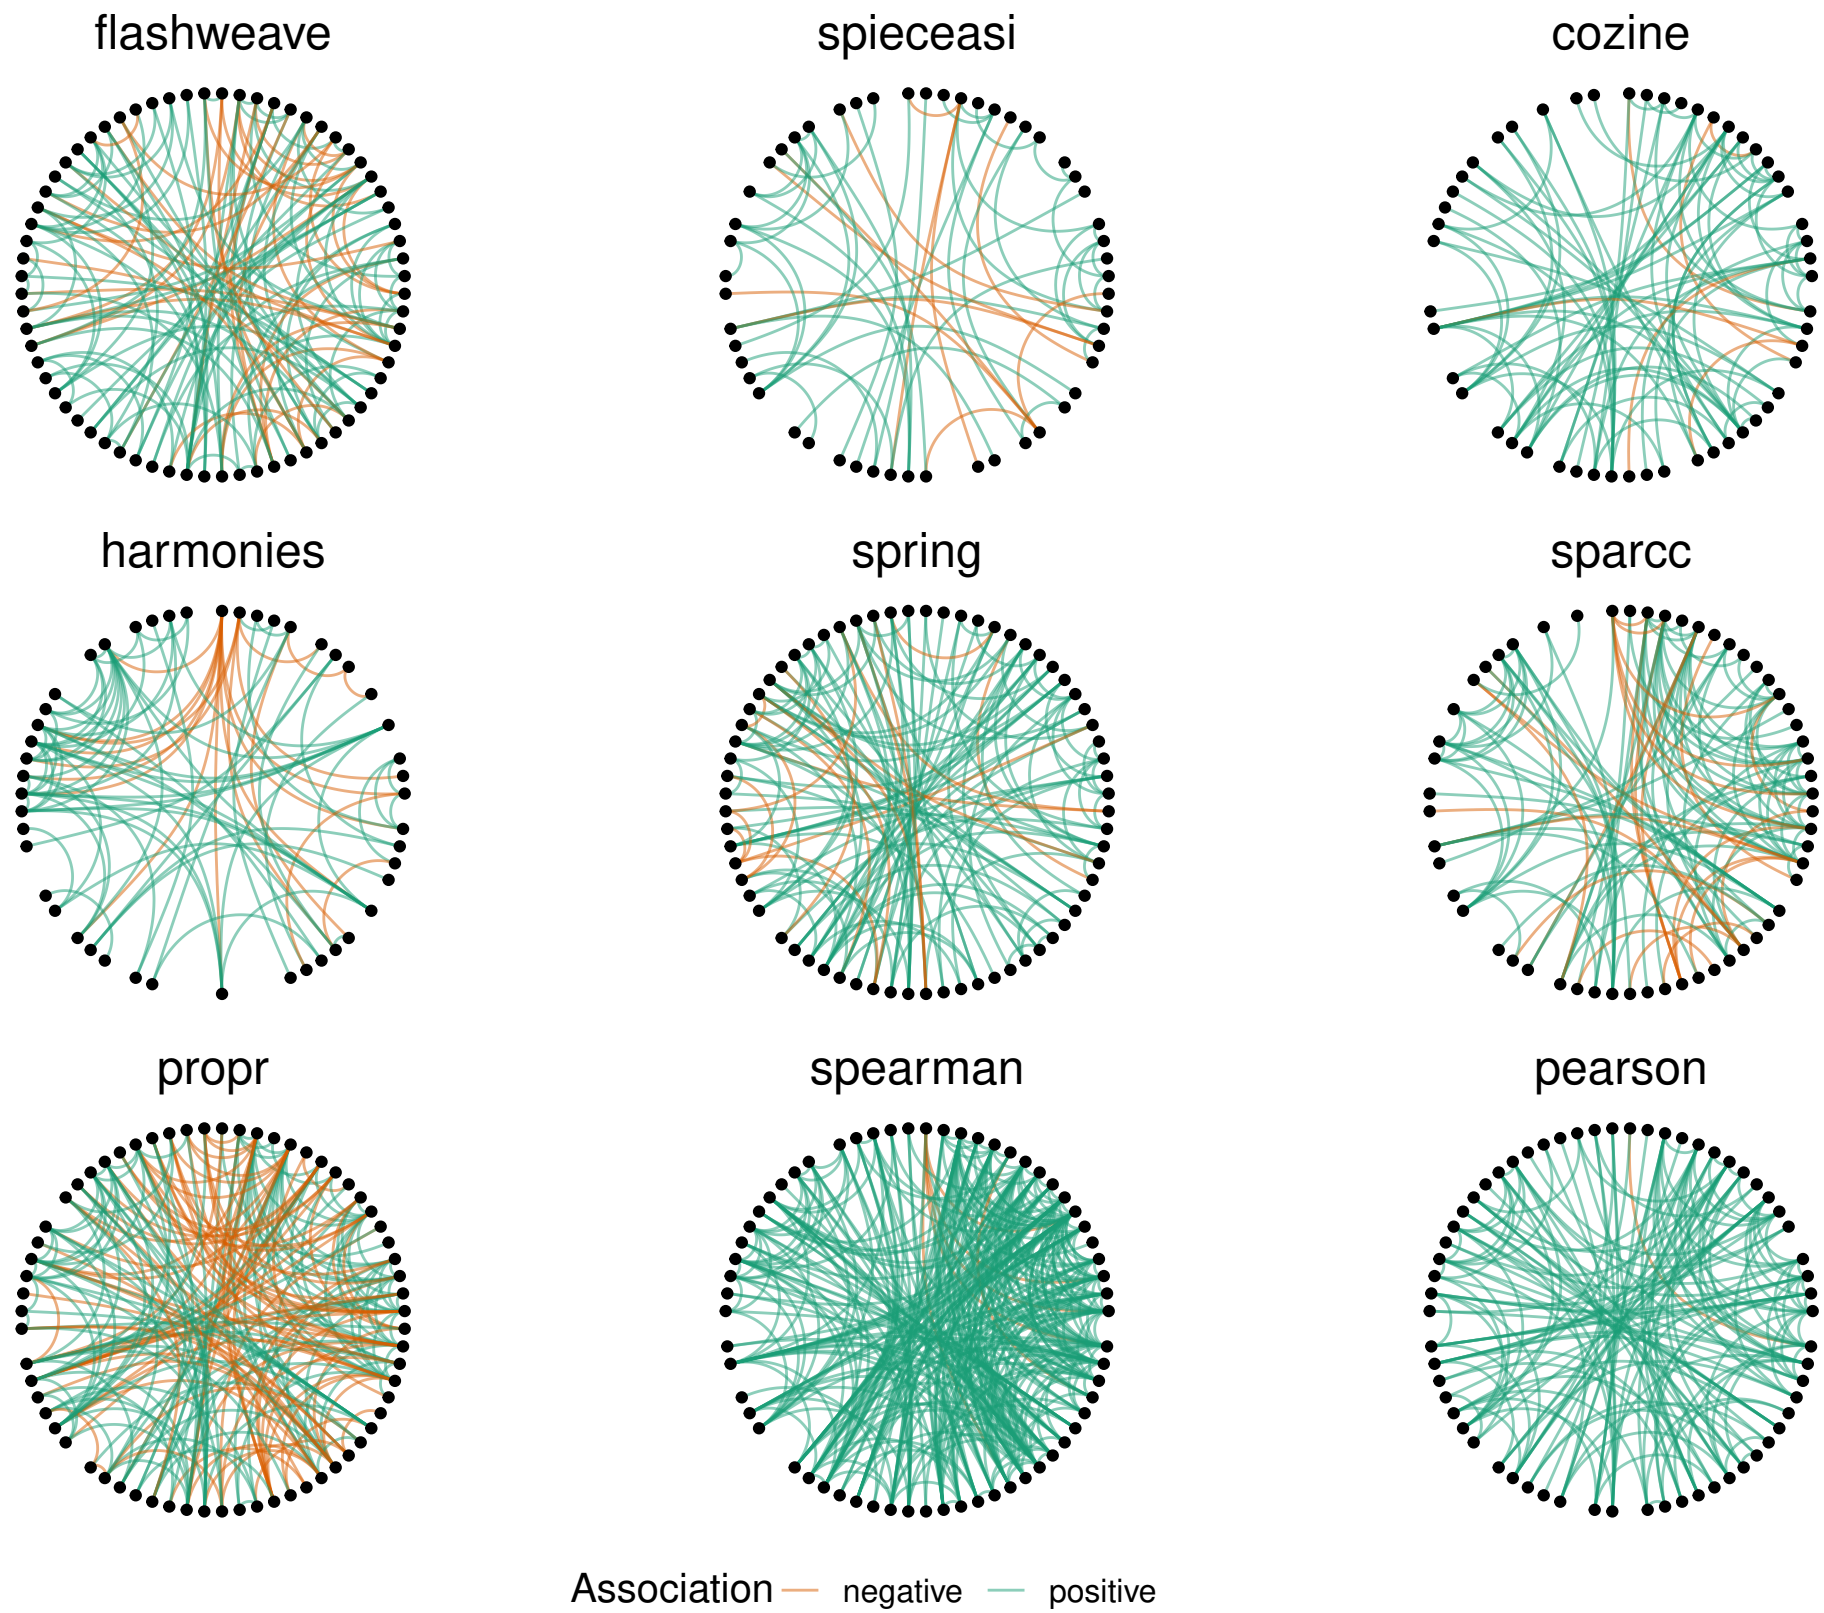 flashweave spieceasi cozine
harmonies spring sparcc
propr spearman pearson
Association negative positive